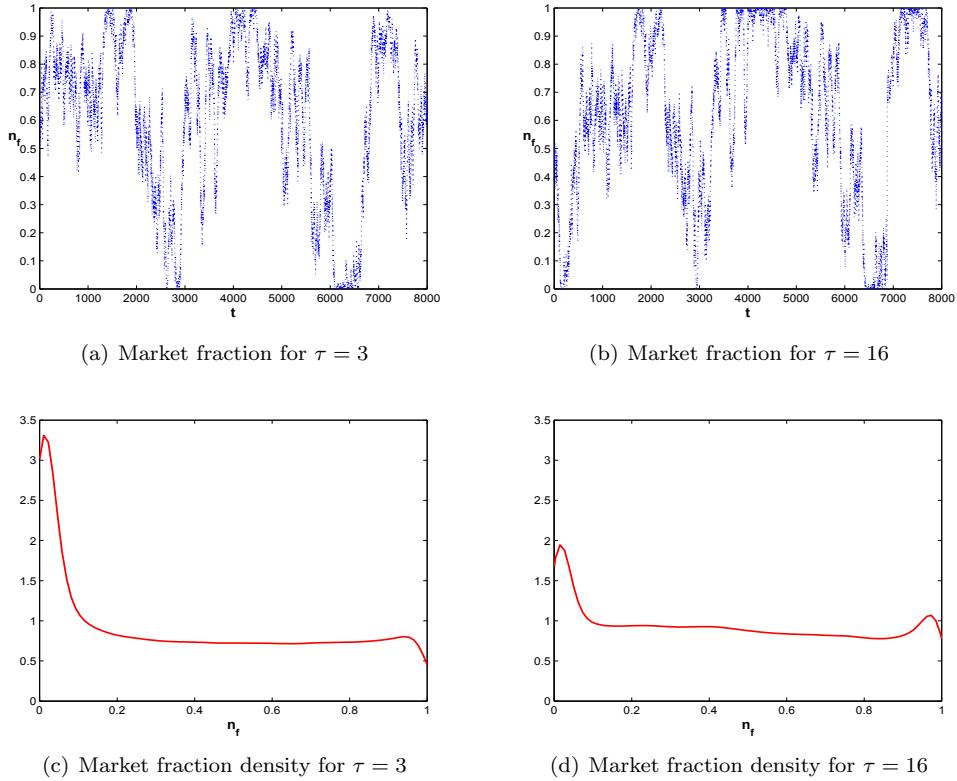 1
0.9
0.8
0.7
0.6
n_f
0.5
0.4
0.3
0.2
0.1
0
0 1000 2000 3000 4000 5000 6000 7000 8000
t
(a) Market fraction for τ = 3
1
0.9
0.8
0.7
0.6
n_f
0.5
0.4
0.3
0.2
0.1
0
0 1000 2000 3000 4000 5000 6000 7000 8000
t
(b) Market fraction for τ = 16
3.5
3
2.5
2
1.5
1
0.5
0
0 0.2 0.4 0.6 0.8 1
n_f
(c) Market fraction density for τ = 3
3.5
3
2.5
2
1.5
1
0.5
0
0 0.2 0.4 0.6 0.8 1
n_f
(d) Market fraction density for τ = 16